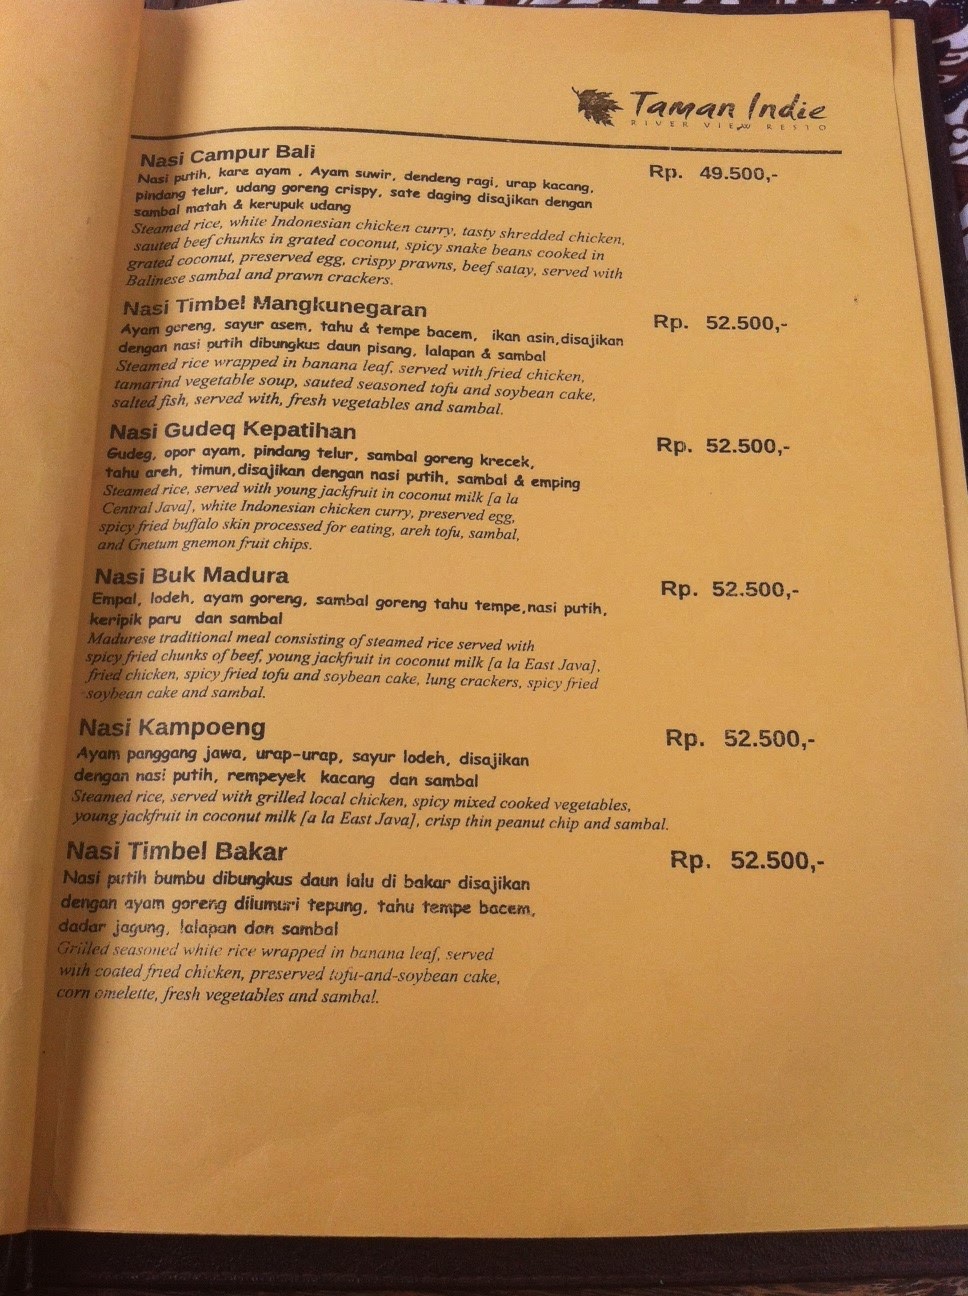 Taman Indie
RIVER VIEW RESTO
Nasi Campur Bali Rp. 49.500,-
Nasi putih, kare ayam . Ayam suwir, dendeng ragi, urap kacang,
pindang telur, udang goreng crispy, sate daging disajikan dengan
sambal matah & kerupuk udang
Steamed rice, white Indonesian chicken curry, tasty shredded chicken,
sauted beef chunks in grated coconut, spicy snake beans cooked in
grated coconut, preserved egg, crispy prawns, beef satay, served with
Balinese sambal and prawn crackers.
Nasi Timbel Mangkunegaran Rp. 52.500,-
Ayam goreng, sayur asem, tahu & tempe bacem, ikan asin,disajikan
dengan nasi putih dibungkus daun pisang, lalapan & sambal
Steamed rice wrapped in banana leaf, served with fried chicken,
tamarind vegetable soup, sauted seasoned tofu and soybean cake,
salted fish, served with, fresh vegetables and sambal.
Nasi Gudeq Kepatihan Rp. 52.500,-
Gudeg, opor ayam, pindang telur, sambal goreng krecek,
tahu areh, timun,disajikan dengan nasi putih, sambal & emping
Steamed rice, served with young jackfruit in coconut milk [a la
Central Java], white Indonesian chicken curry, preserved egg,
spicy fried buffalo skin processed for eating, areh tofu, sambal,
and Gnetum gnemon fruit chips.
Nasi Buk Madura Rp. 52.500,-
Empal, lodeh, ayam goreng, sambal goreng tahu tempe,nasi putih,
keripik paru dan sambal
Madurese traditional meal consisting of steamed rice served with
spicy fried chunks of beef, young jackfruit in coconut milk [a la East Java],
fried chicken, spicy fried tofu and soybean cake, lung crackers, spicy fried
soybean cake and sambal.
Nasi Kampoeng Rp. 52.500,-
Ayam panggang jawa, urap-urap, sayur lodeh, disajikan
dengan nasi putih, rempeyek kacang dan sambal
Steamed rice, served with grilled local chicken, spicy mixed cooked vegetables,
young jackfruit in coconut milk [a la East Java], crisp thin peanut chip and sambal.
Nasi Timbel Bakar Rp. 52.500,-
Nasi putih bumbu dibungkus daun lalu di bakar disajikan
dengan ayam goreng dilumuri tepung, tahu tempe bacem,
dadar jagung, lalapan dan sambal
Grilled seasoned white rice wrapped in banana leaf, served
with coated fried chicken, preserved tofu-and-soybean cake,
corn omelette, fresh vegetables and sambal.